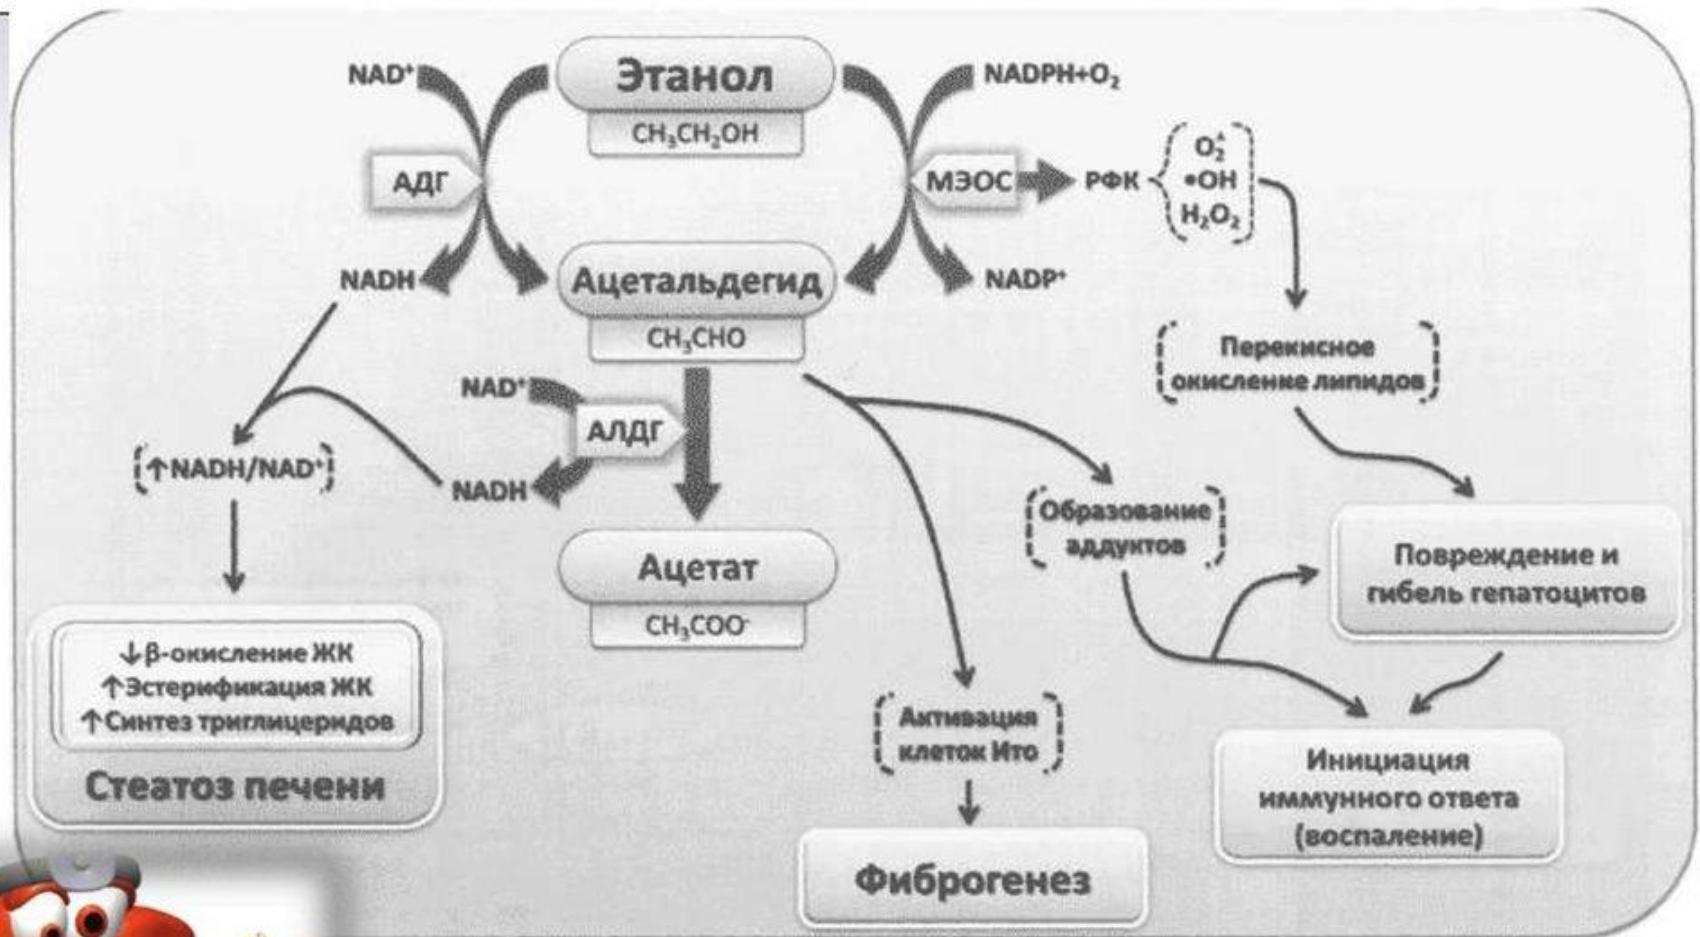 Этанол
CH₃CH₂OH
NAD⁺
NADPH+O₂
АДГ
МЭОС
РФК
O₂
•OH
H₂O₂
NADH
Ацетальдегид
CH₃CHO
NADP⁺
Перекисное
окисление липидов
NAD⁺
АЛДГ
NADH
↑NADH/NAD⁺
Образование
аддуктов
Ацетат
CH₃COO⁻
Повреждение и
гибель гепатоцитов
↓β-окисление ЖК
↑Эстерификация ЖК
↑Синтез триглицеридов
Стеатоз печени
Активация
клеток Ито
Инициация
иммунного ответа
(воспаление)
Фиброгенез